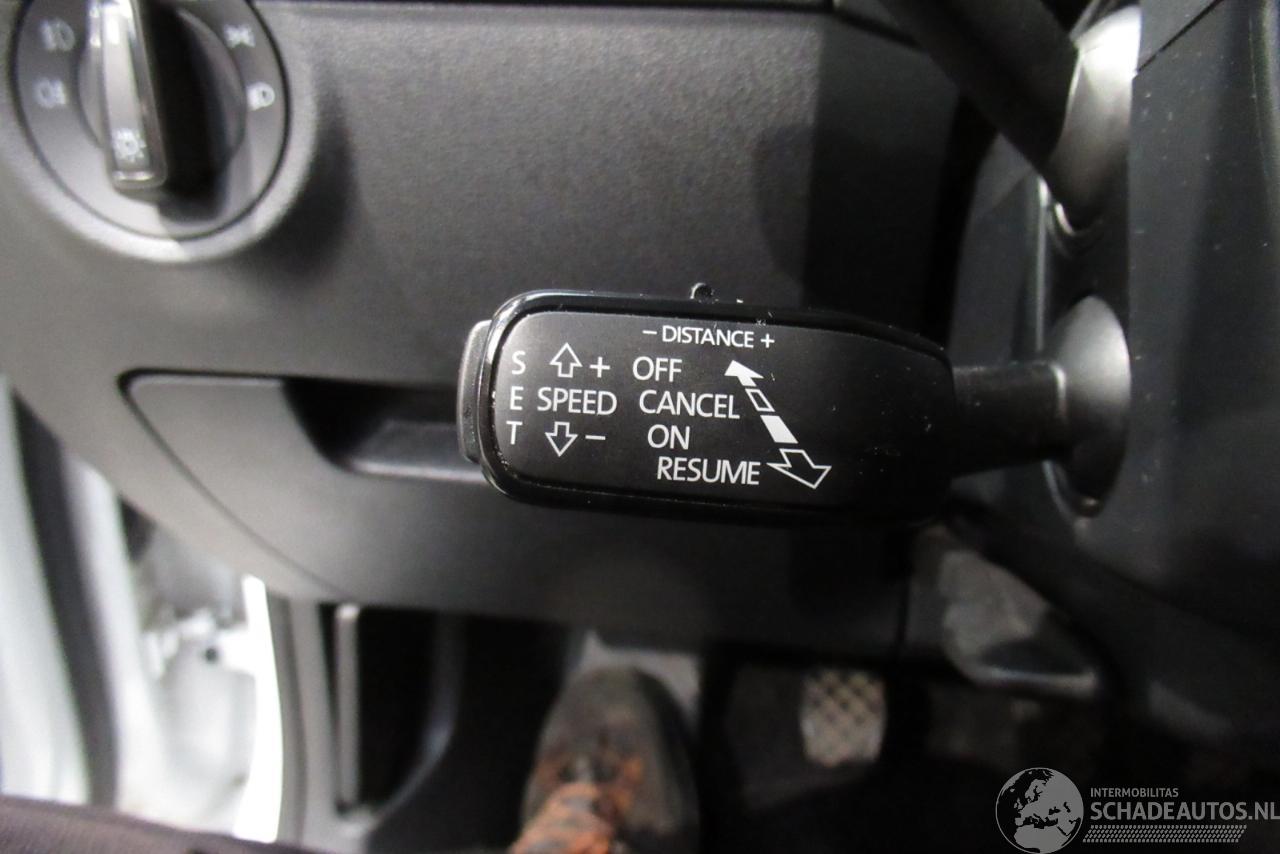 − DISTANCE +
S + OFF
E SPEED CANCEL
T − ON
RESUME
INTERMOBILITAS
SCHADEAUTOS.NL